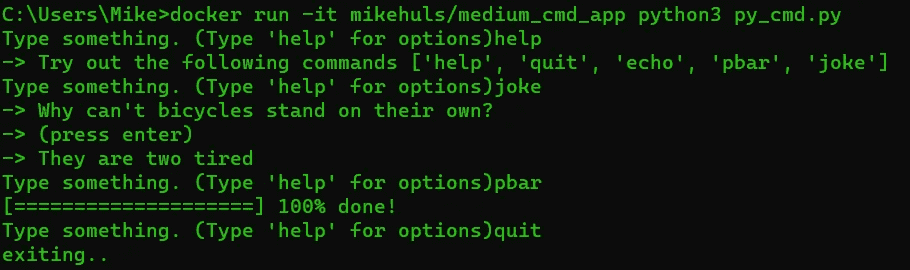 C:\Users\Mike>docker run -it mikehuls/medium_cmd_app python3 py_cmd.py
Type something. (Type 'help' for options)help
-> Try out the following commands ['help', 'quit', 'echo', 'pbar', 'joke']
Type something. (Type 'help' for options)joke
-> Why can't bicycles stand on their own?
-> (press enter)
-> They are two tired
Type something. (Type 'help' for options)pbar
[====================] 100% done!
Type something. (Type 'help' for options)quit
exiting..